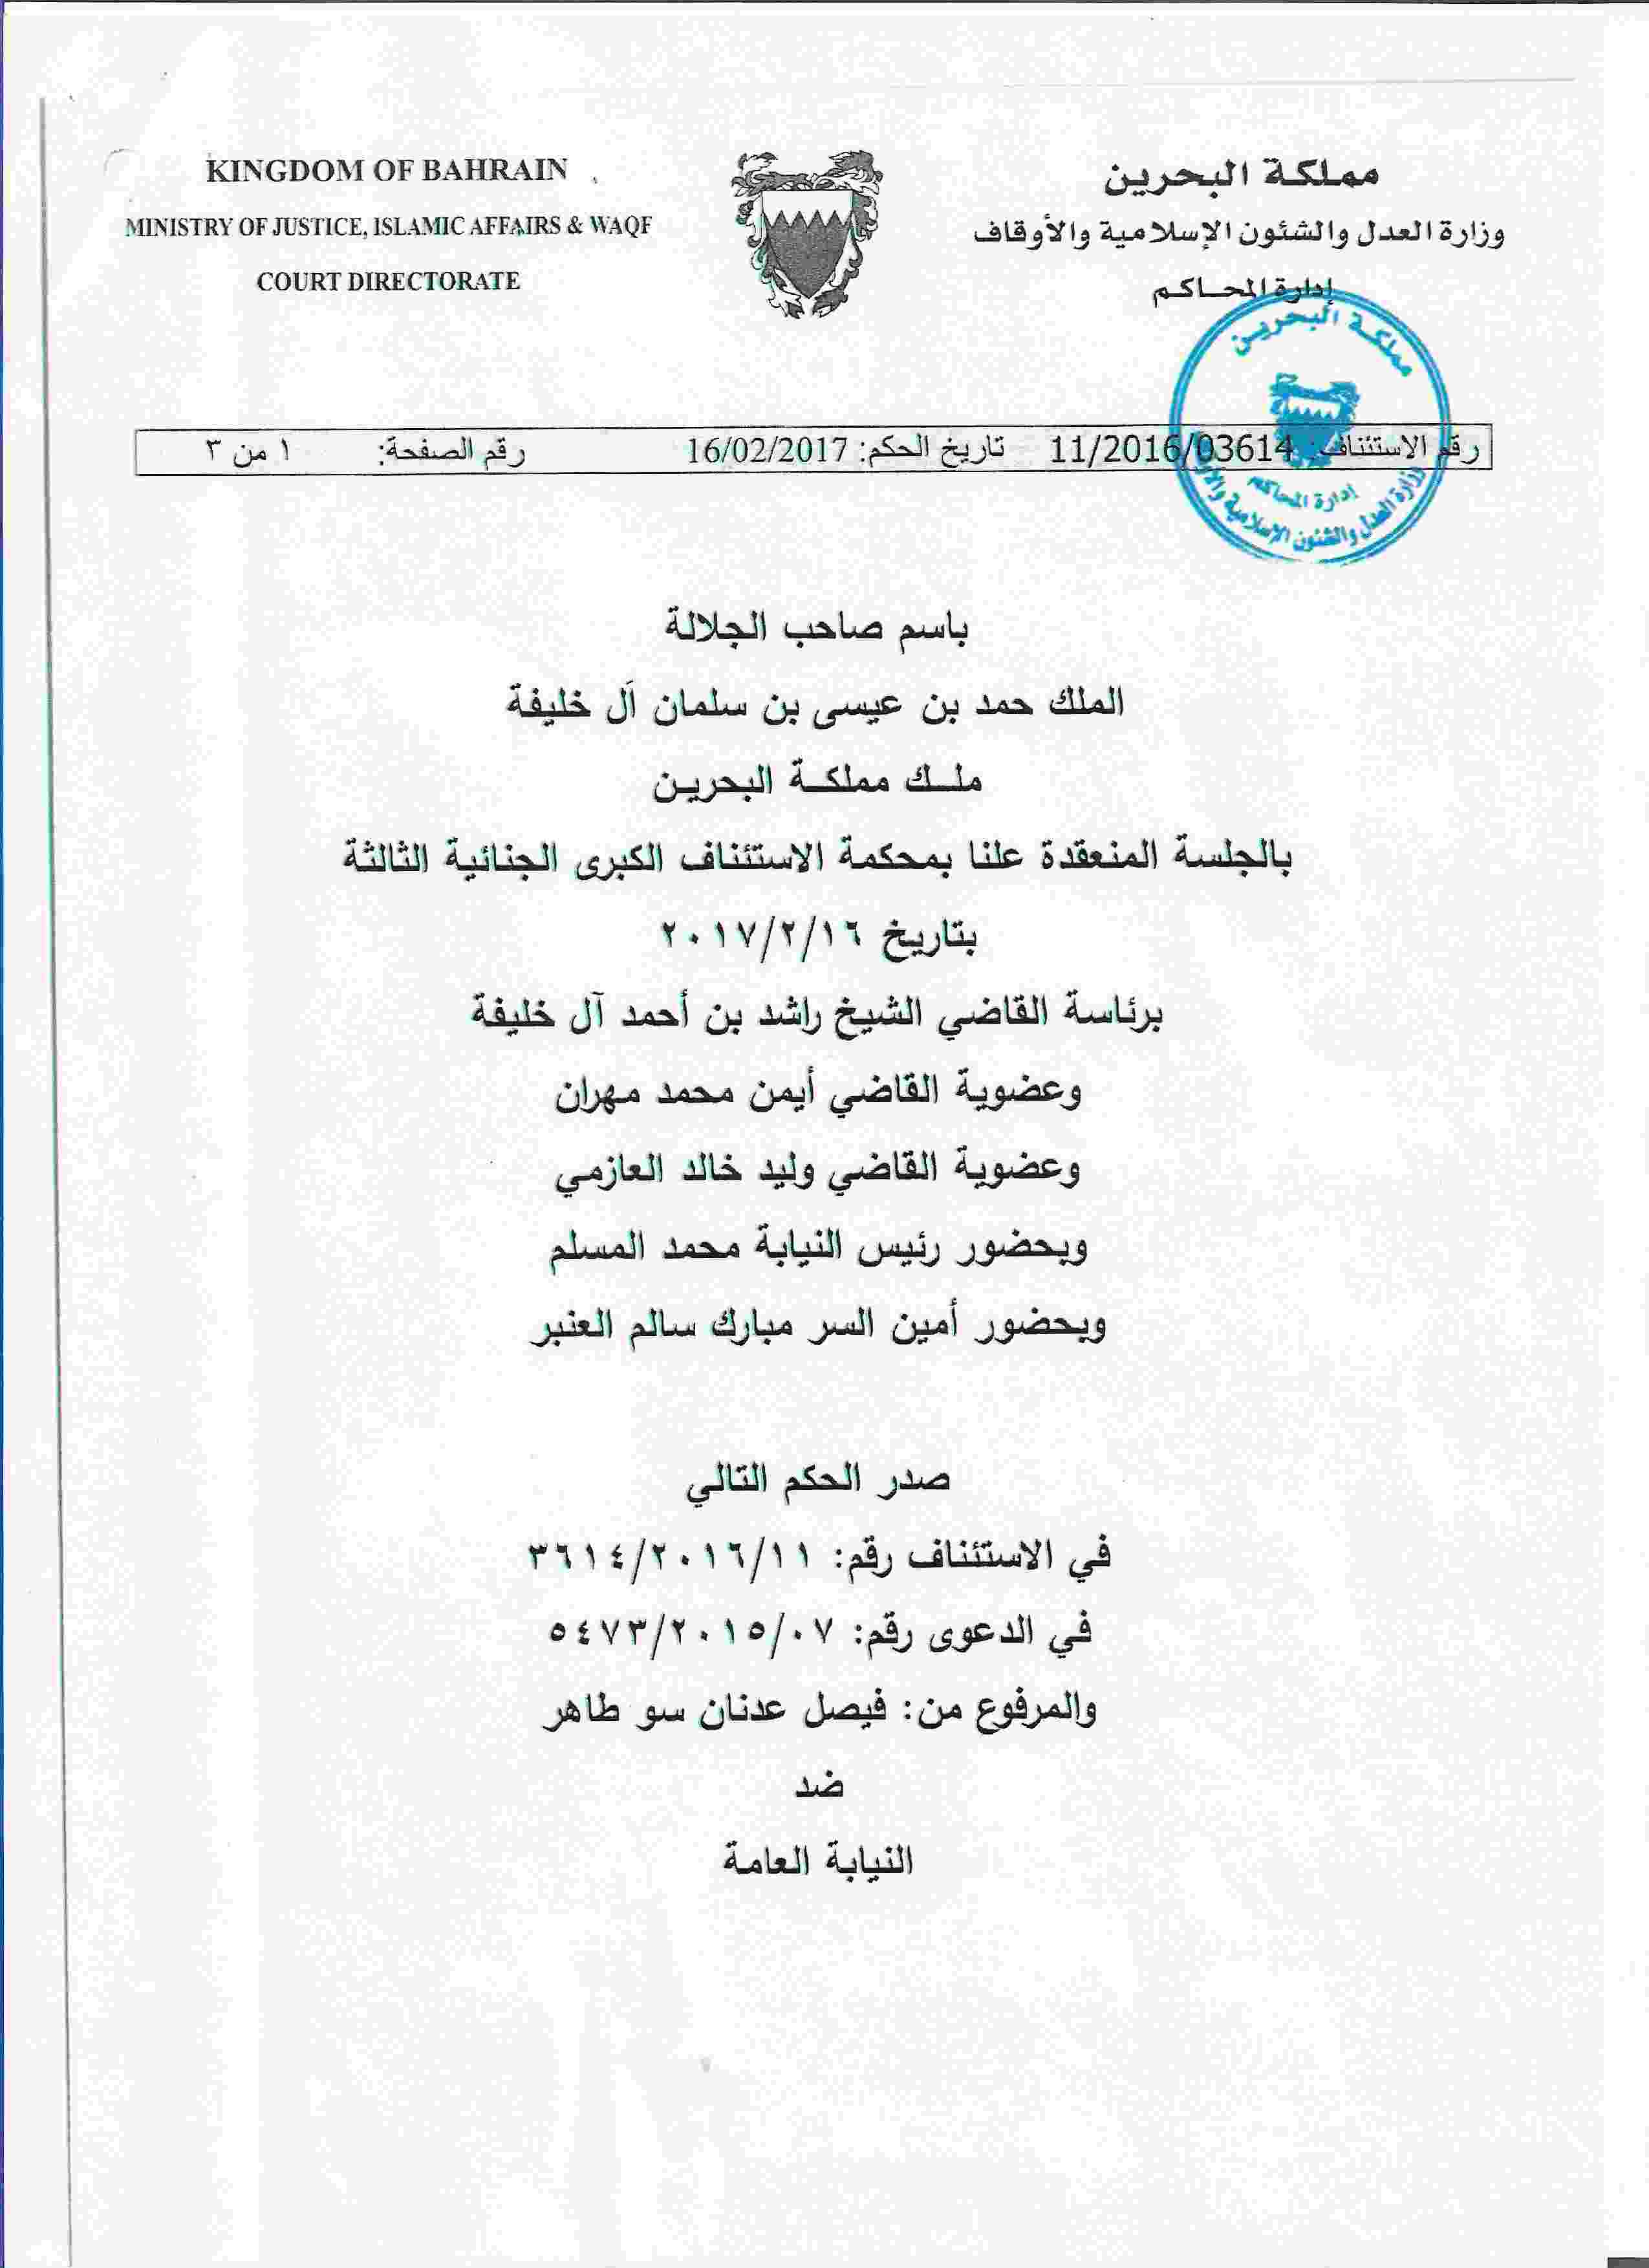 KINGDOM OF BAHRAIN
MINISTRY OF JUSTICE, ISLAMIC AFFAIRS & WAQF
COURT DIRECTORATE
مملكة البحرين
وزارة العدل والشئون الإسلامية والأوقاف
إدارة المحاكم
مملكة البحرين
إدارة المحاكم
وزارة العدل والشئون الإسلامية
رقم الاستئناف: 11/2016/03614 تاريخ الحكم: 16/02/2017 رقم الصفحة: ١ من ٣
باسم صاحب الجلالة
الملك حمد بن عيسى بن سلمان آل خليفة
ملك مملكة البحرين
بالجلسة المنعقدة علنا بمحكمة الاستئناف الكبرى الجنائية الثالثة
بتاريخ ٢٠١٧/٢/١٦
برئاسة القاضي الشيخ راشد بن أحمد آل خليفة
وعضوية القاضي أيمن محمد مهران
وعضوية القاضي وليد خالد العازمي
وبحضور رئيس النيابة محمد المسلم
وبحضور أمين السر مبارك سالم العنبر
صدر الحكم التالي
في الاستئناف رقم: ٣٦١٤/٢٠١٦/١١
في الدعوى رقم: ٥٤٧٣/٢٠١٥/٠٧
والمرفوع من: فيصل عدنان سو طاهر
ضد
النيابة العامة